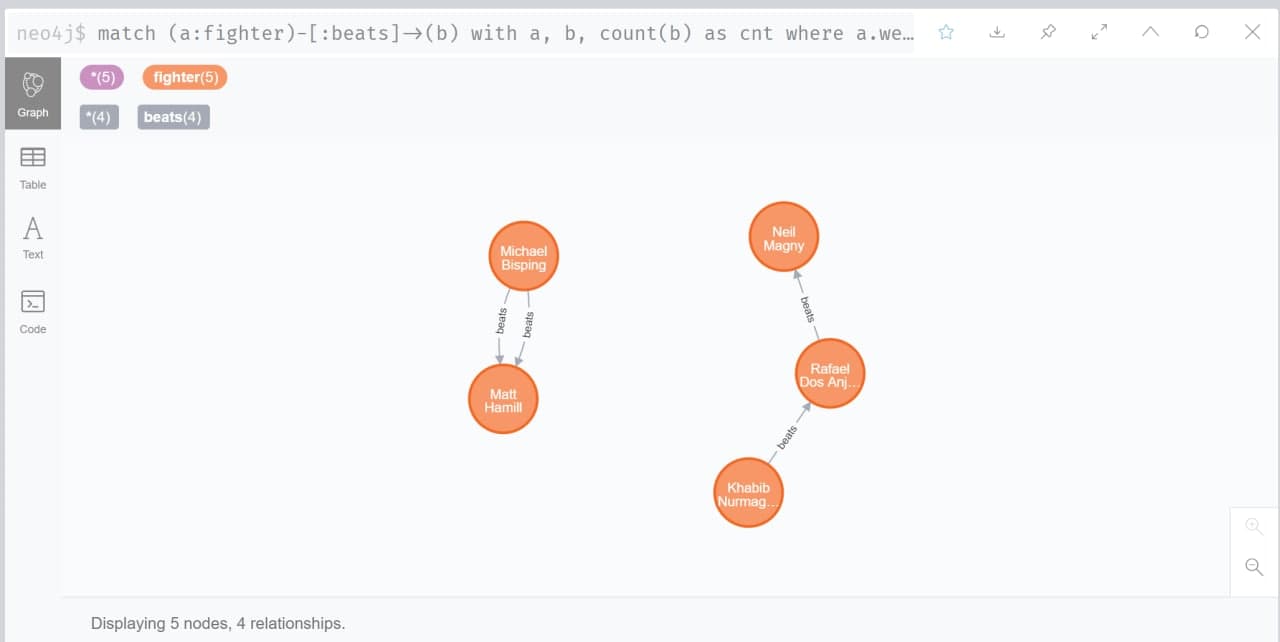 neo4j$ match (a:fighter)-[:beats]→(b) with a, b, count(b) as cnt where a.we…
*(5) fighter(5)
*(4) beats(4)
Graph
Table
Text
Code
Michael
Bisping
beats
beats
Matt
Hamill
Neil
Magny
beats
Rafael
Dos Anj…
beats
Khabib
Nurmag…
Displaying 5 nodes, 4 relationships.